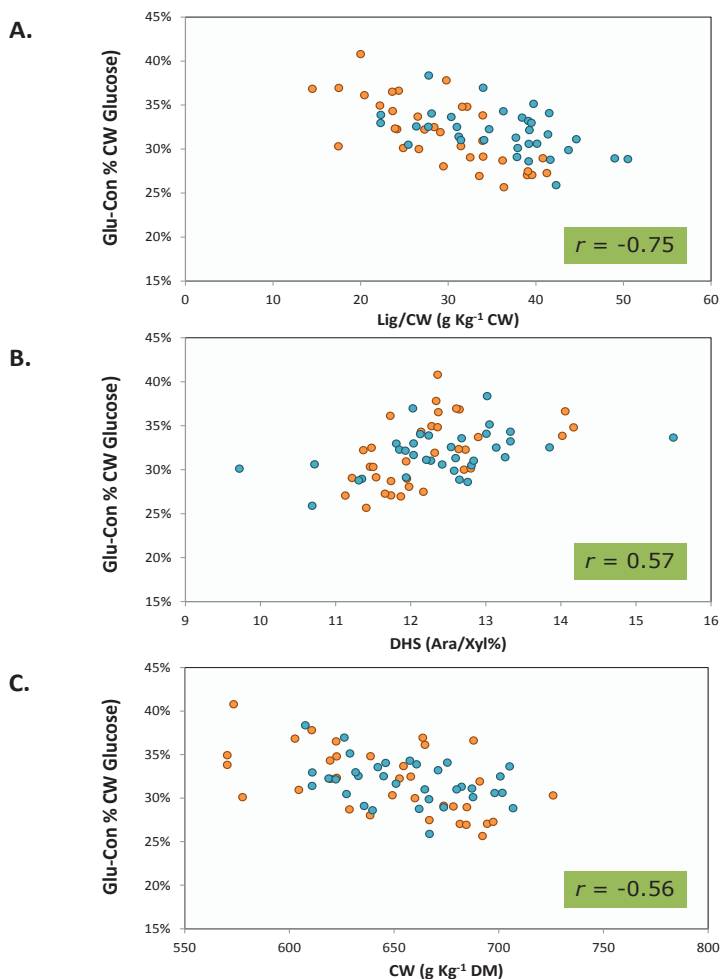 A.
Glu-Con % CW Glucose)
45%
40%
35%
30%
25%
20%
15%
r = -0.75
0 10 20 30 40 50 60
Lig/CW (g Kg-1 CW)
B.
Glu-Con % CW Glucose)
45%
40%
35%
30%
25%
20%
15%
r = 0.57
9 10 11 12 13 14 15 16
DHS (Ara/Xyl%)
C.
Glu-Con % CW Glucose)
45%
40%
35%
30%
25%
20%
15%
r = -0.56
550 600 650 700 750 800
CW (g Kg-1 DM)